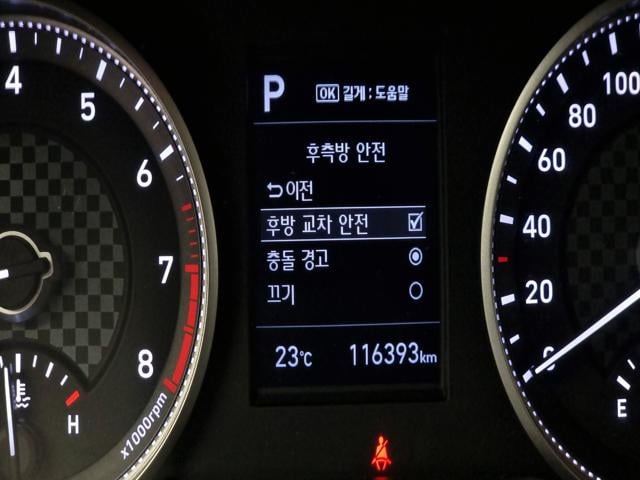 P
OK 길게 : 도움말
후측방 안전
이전
후방 교차 안전
충돌 경고
끄기
23℃ 116393km
4
5
6
7
8
x1000rpm
H
100
80
60
40
20
0
E